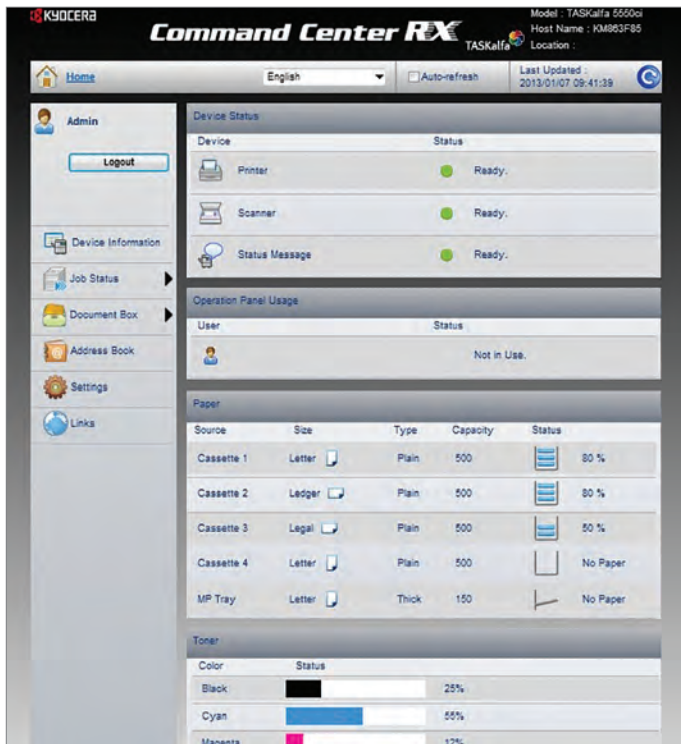 KYOCERA
Command Center RX
TASKalfa
Model : TASKalfa 5550ci
Host Name : KM863F85
Location :
Home
English
Auto-refresh
Last Updated :
2013/01/07 09:41:39
Admin
Logout
Device Information
Job Status
Document Box
Address Book
Settings
Links
Device Status
Device Status
Printer Ready.
Scanner Ready.
Status Message Ready.
Operation Panel Usage
User Status
Not in Use.
Paper
Source Size Type Capacity Status
Cassette 1 Letter Plain 500 80 %
Cassette 2 Ledger Plain 500 80 %
Cassette 3 Legal Plain 500 50 %
Cassette 4 Letter Plain 500 No Paper
MP Tray Letter Thick 150 No Paper
Toner
Color Status
Black 25%
Cyan 55%
Magenta 12%